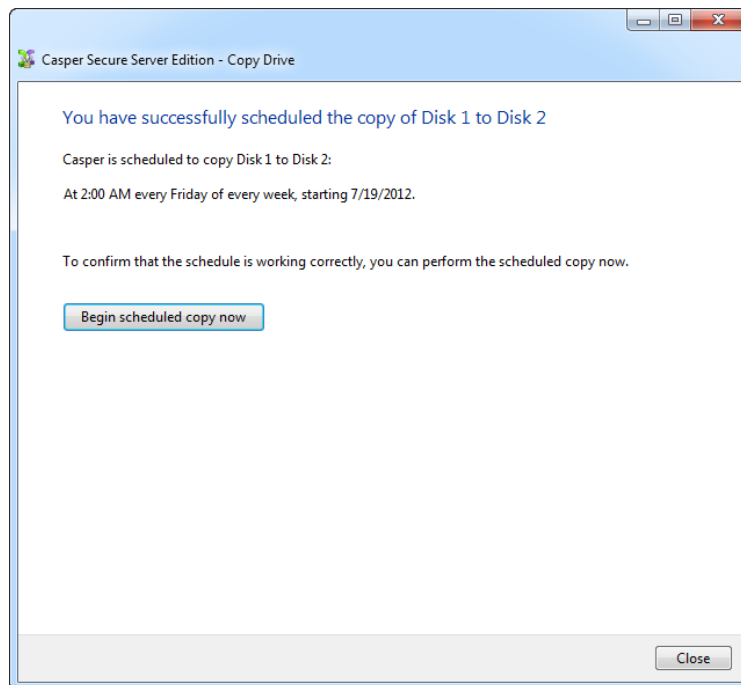 Casper Secure Server Edition - Copy Drive
You have successfully scheduled the copy of Disk 1 to Disk 2
Casper is scheduled to copy Disk 1 to Disk 2:
At 2:00 AM every Friday of every week, starting 7/19/2012.
To confirm that the schedule is working correctly, you can perform the scheduled copy now.
Begin scheduled copy now
Close